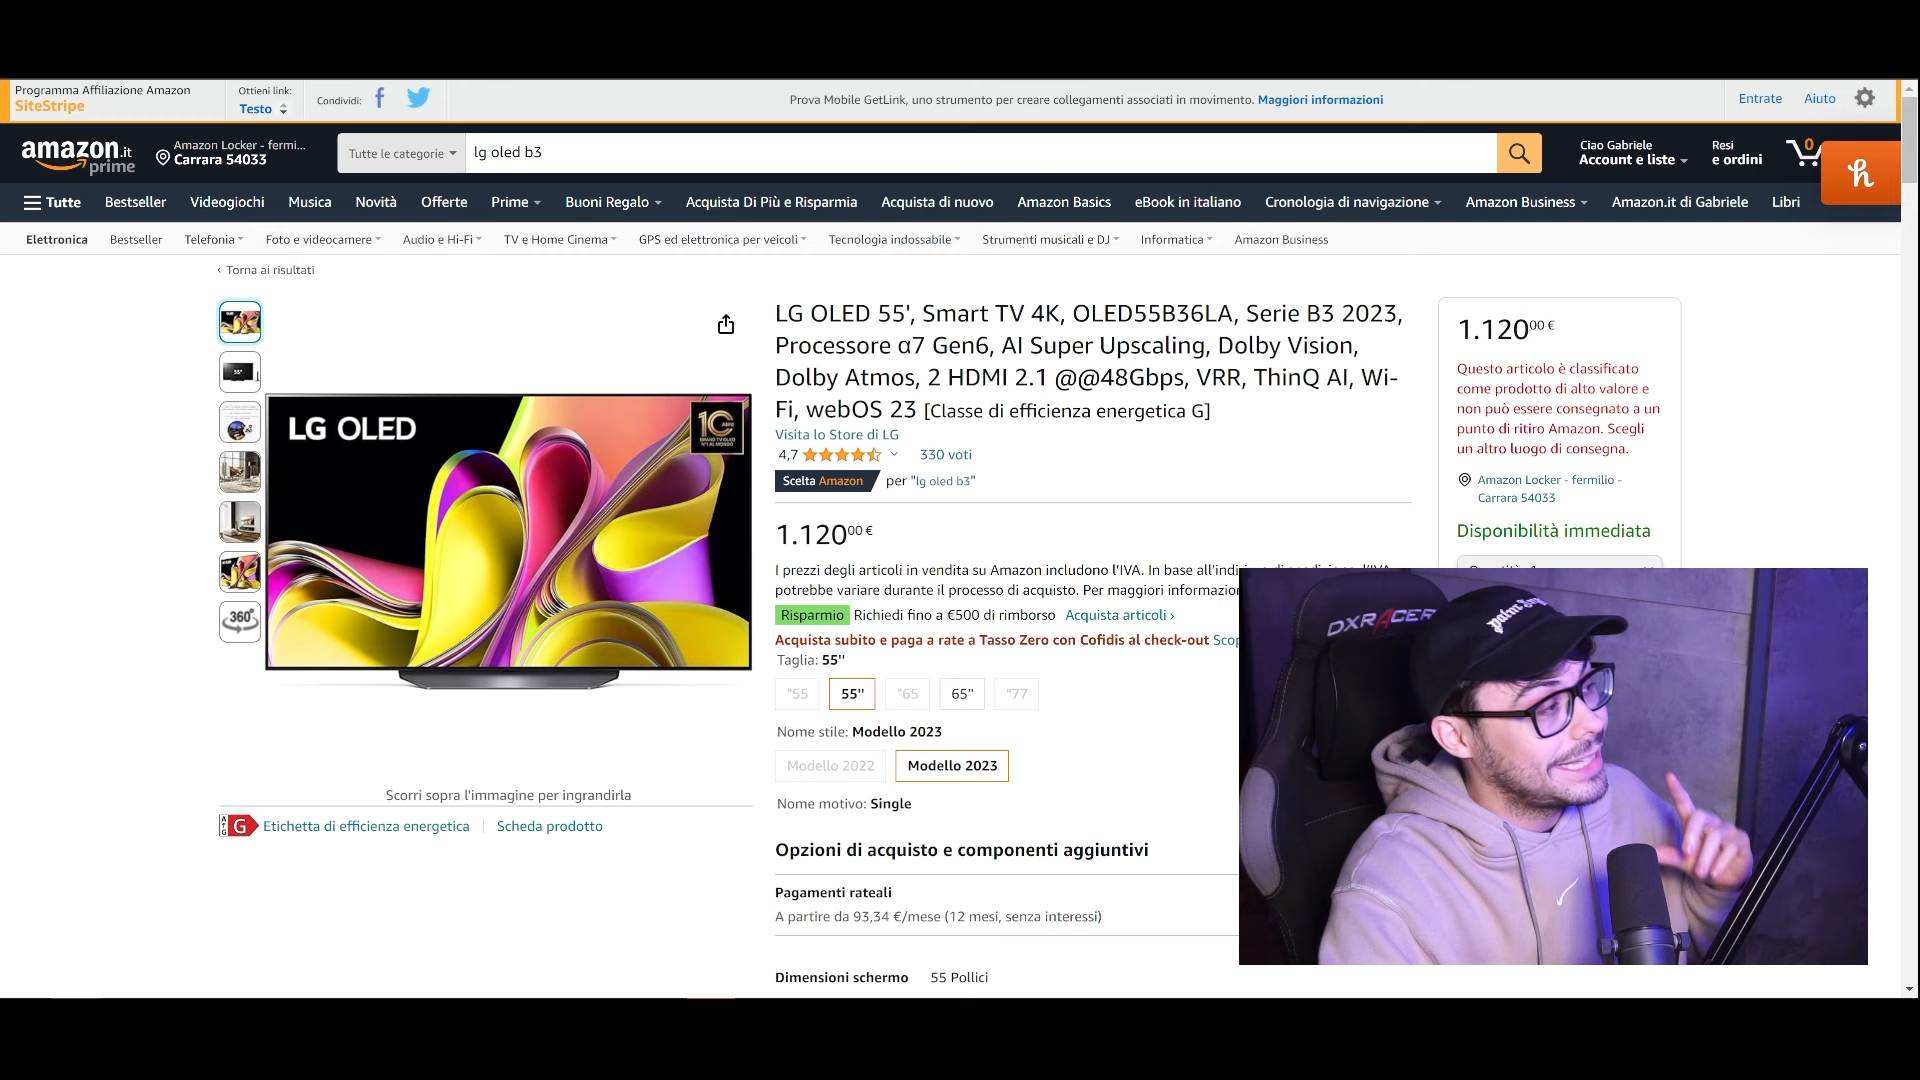 Programma Affiliazione Amazon
SiteStripe
Ottieni link:
Testo
Condividi:
Prova Mobile GetLink, uno strumento per creare collegamenti associati in movimento. Maggiori informazioni
Entrate
Aiuto
amazon.it
prime
Amazon Locker - fermi...
Carrara 54033
Tutte le categorie
lg oled b3
Ciao Gabriele
Account e liste
Resi
e ordini
0
Tutte
Bestseller
Videogiochi
Musica
Novità
Offerte
Prime
Buoni Regalo
Acquista Di Più e Risparmia
Acquista di nuovo
Amazon Basics
eBook in italiano
Cronologia di navigazione
Amazon Business
Amazon.it di Gabriele
Libri
Elettronica
Bestseller
Telefonia
Foto e videocamere
Audio e Hi-Fi
TV e Home Cinema
GPS ed elettronica per veicoli
Tecnologia indossabile
Strumenti musicali e DJ
Informatica
Amazon Business
‹ Torna ai risultati
LG OLED
10
ANNI
360°
LG OLED 55', Smart TV 4K, OLED55B36LA, Serie B3 2023,
Processore α7 Gen6, AI Super Upscaling, Dolby Vision,
Dolby Atmos, 2 HDMI 2.1 @@48Gbps, VRR, ThinQ AI, Wi-
Fi, webOS 23 [Classe di efficienza energetica G]
Visita lo Store di LG
4,7
330 voti
Scelta Amazon
per "lg oled b3"
1.120,00 €
I prezzi degli articoli in vendita su Amazon includono l'IVA. In base all'indirizzo di
potrebbe variare durante il processo di acquisto. Per maggiori
Risparmio Richiedi fino a €500 di rimborso Acquista articoli ›
Acquista subito e paga a rate a Tasso Zero con Cofidis al check-out
Taglia: 55''
"55
55''
"65
65''
"77
Nome stile: Modello 2023
Modello 2022
Modello 2023
Nome motivo: Single
Opzioni di acquisto e componenti aggiuntivi
Pagamenti rateali
A partire da 93,34 €/mese (12 mesi, senza interessi)
Dimensioni schermo
55 Pollici
Scorri sopra l'immagine per ingrandirla
G
Etichetta di efficienza energetica
Scheda prodotto
1.120 00 €
Questo articolo è classificato
come prodotto di alto valore e
non può essere consegnato a un
punto di ritiro Amazon. Scegli
un altro luogo di consegna.
Amazon Locker - fermilio -
Carrara 54033
Disponibilità immediata
DXRACER